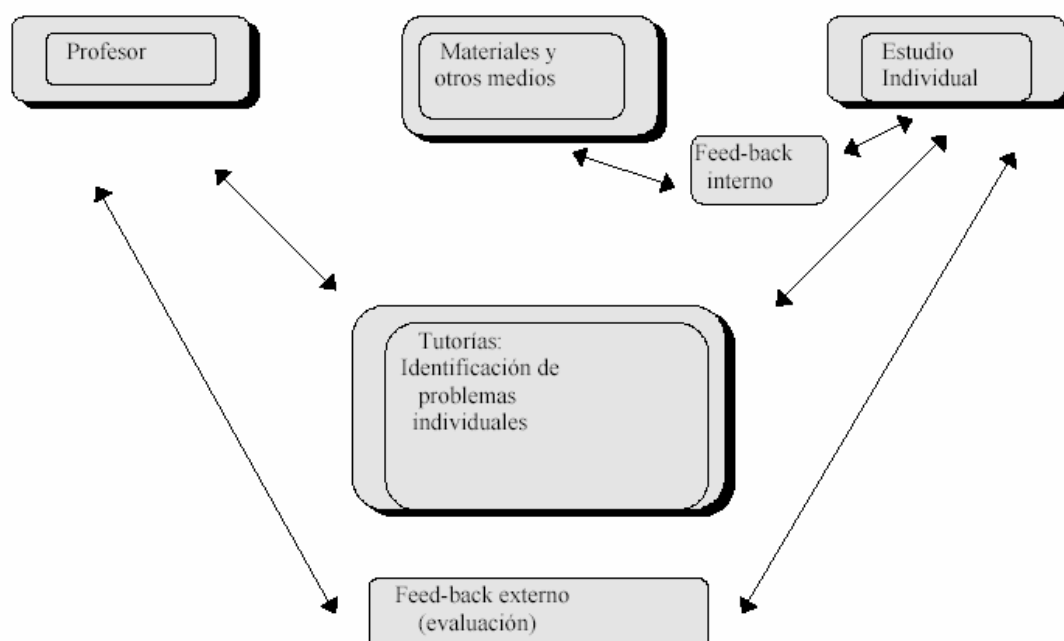 Profesor
Materiales y
otros medios
Estudio
Individual
Feed-back
interno
Tutorías:
Identificación de
problemas
individuales
Feed-back externo
(evaluación)